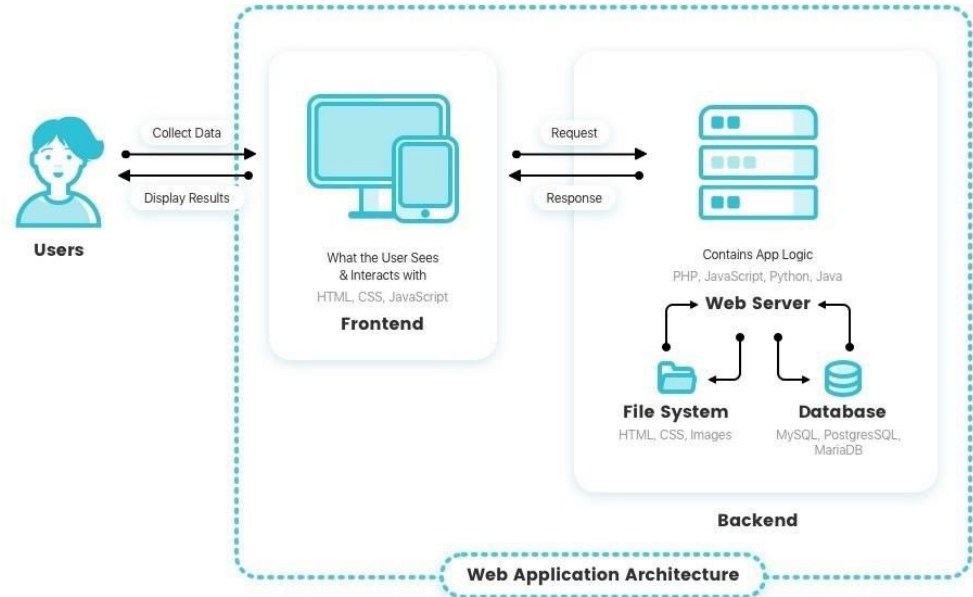 Collect Data
Display Results
Users
What the User Sees
& Interacts with
HTML, CSS, JavaScript
Frontend
Request
Response
Contains App Logic
PHP, JavaScript, Python, Java
Web Server
File System
HTML, CSS, Images
Database
MySQL, PostgresSQL,
MariaDB
Backend
Web Application Architecture